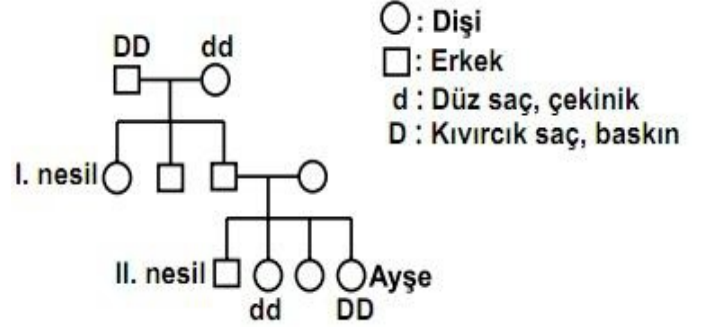 DD dd
I. nesil
II. nesil Ayşe
dd DD
O : Dişi
□ : Erkek
d : Düz saç, çekinik
D : Kıvırcık saç, baskın